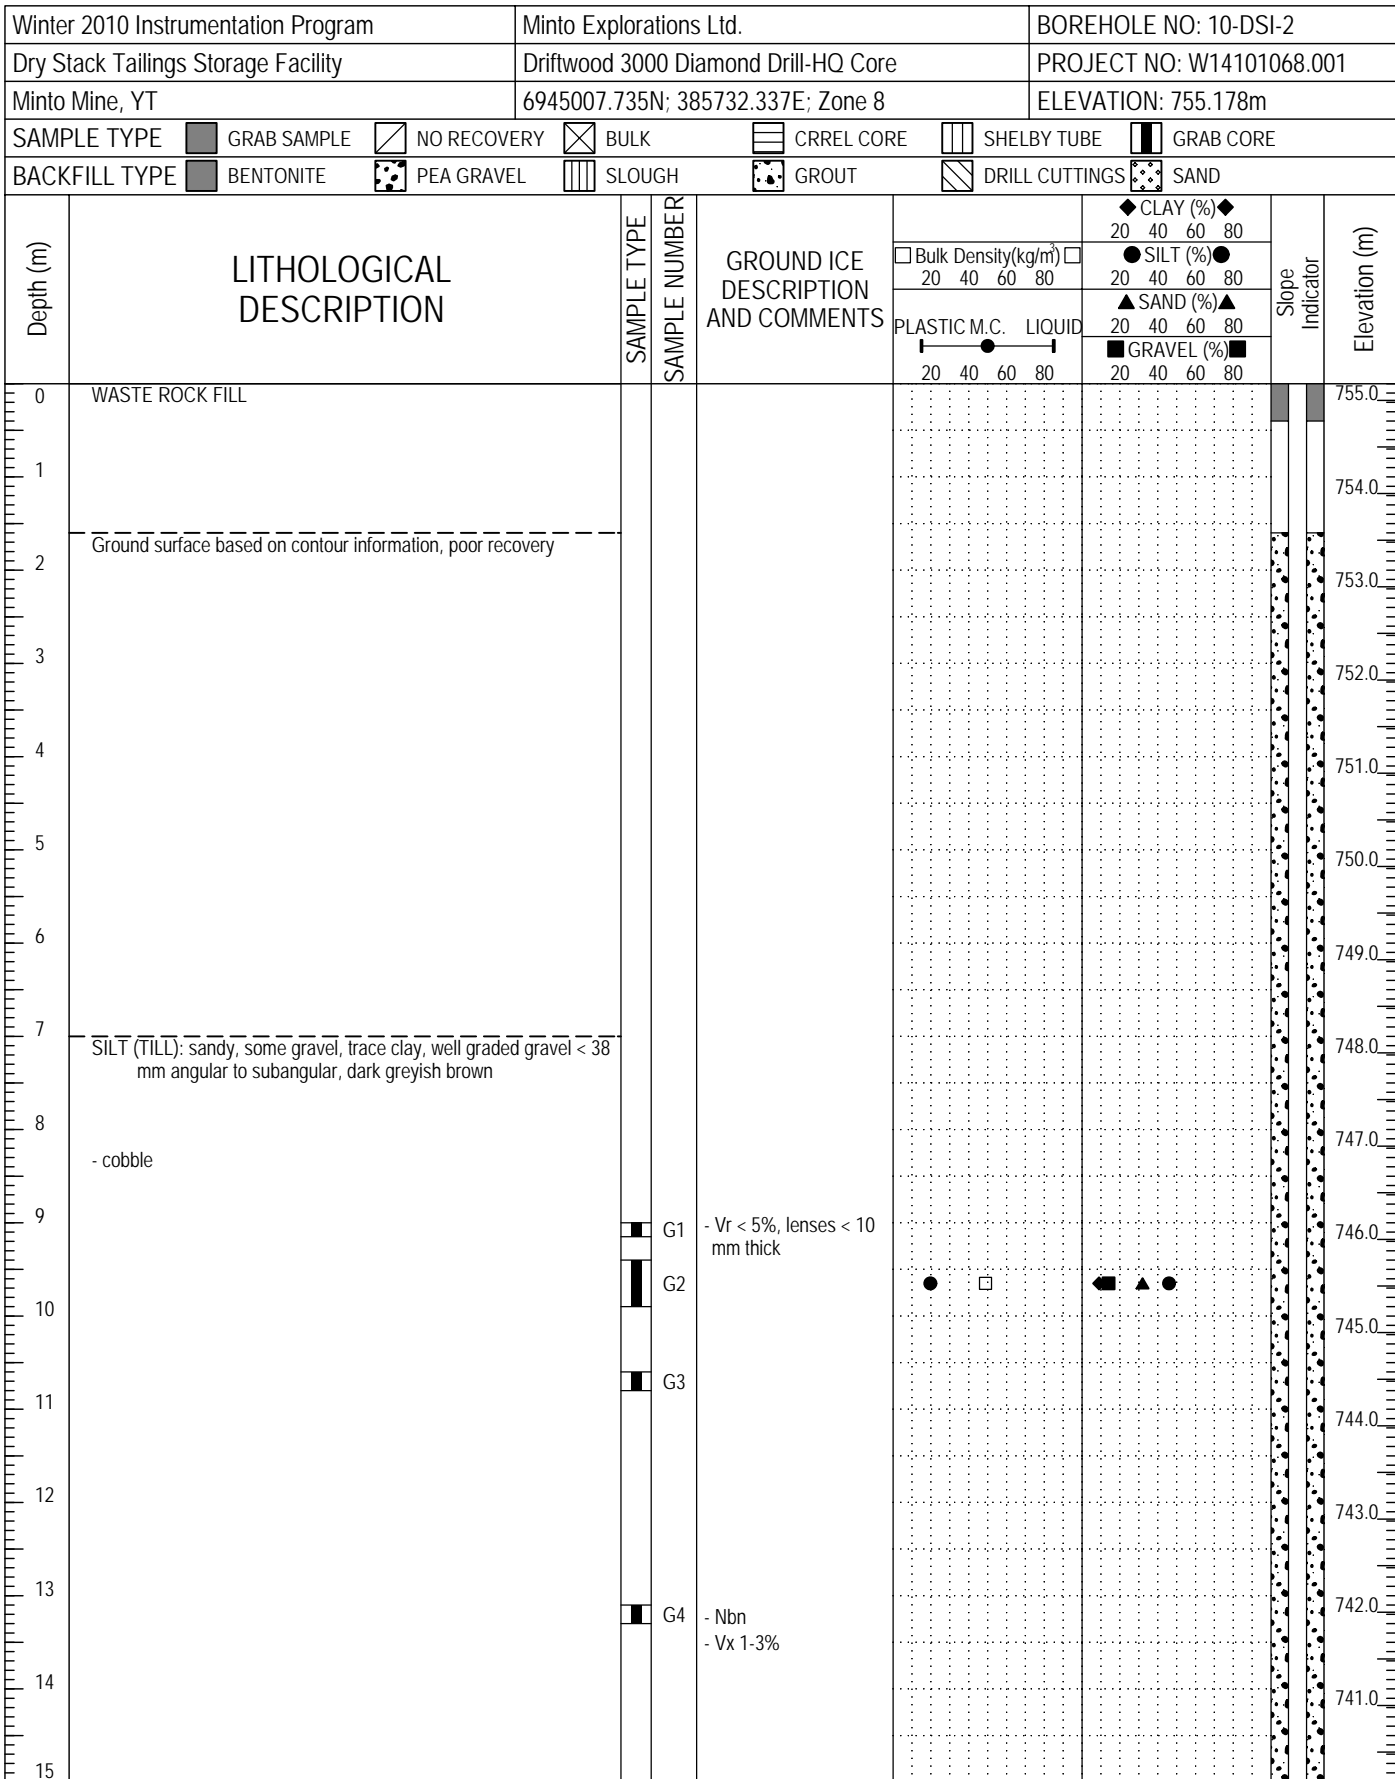 Winter 2010 Instrumentation Program
Minto Explorations Ltd.
BOREHOLE NO: 10-DSI-2
Dry Stack Tailings Storage Facility
Driftwood 3000 Diamond Drill-HQ Core
PROJECT NO: W14101068.001
Minto Mine, YT
6945007.735N; 385732.337E; Zone 8
ELEVATION: 755.178m
SAMPLE TYPE
GRAB SAMPLE
NO RECOVERY
BULK
CRREL CORE
SHELBY TUBE
GRAB CORE
BACKFILL TYPE
BENTONITE
PEA GRAVEL
SLOUGH
GROUT
DRILL CUTTINGS
SAND
Depth (m)
LITHOLOGICAL
DESCRIPTION
SAMPLE TYPE
SAMPLE NUMBER
GROUND ICE
DESCRIPTION
AND COMMENTS
□ Bulk Density(kg/m³) □
20 40 60 80
PLASTIC M.C. LIQUID
20 40 60 80
◆ CLAY (%) ◆
20 40 60 80
● SILT (%) ●
20 40 60 80
▲ SAND (%) ▲
20 40 60 80
■ GRAVEL (%) ■
20 40 60 80
Slope
Indicator
Elevation (m)
0
WASTE ROCK FILL
755.0
1
754.0
Ground surface based on contour information, poor recovery
2
753.0
3
752.0
4
751.0
5
750.0
6
749.0
7
SILT (TILL): sandy, some gravel, trace clay, well graded gravel < 38
mm angular to subangular, dark greyish brown
748.0
8
747.0
- cobble
9
G1
- Vr < 5%, lenses < 10
mm thick
746.0
G2
10
745.0
G3
11
744.0
12
743.0
13
G4
- Nbn
- Vx 1-3%
742.0
14
741.0
15